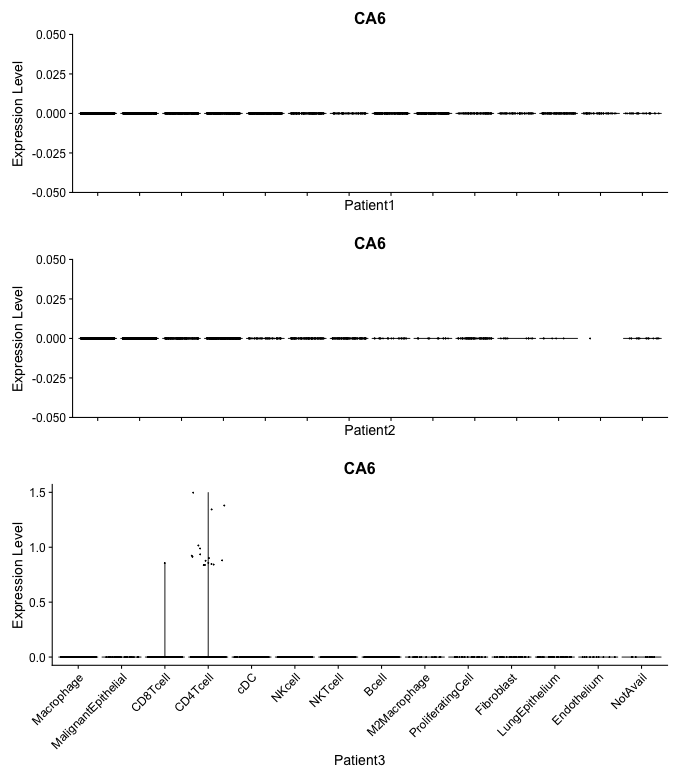 CA6
Expression Level
0.050
0.025
0.000
-0.025
-0.050
Patient1
CA6
Expression Level
0.050
0.025
0.000
-0.025
-0.050
Patient2
CA6
Expression Level
1.5
1.0
0.5
0.0
Macrophage
MalignantEpithelial
CD8Tcell
CD4Tcell
cDC
NKcell
NKTcell
Bcell
M2Macrophage
ProliferatingCell
Fibroblast
LungEpithelium
Endothelium
NotAvail
Patient3